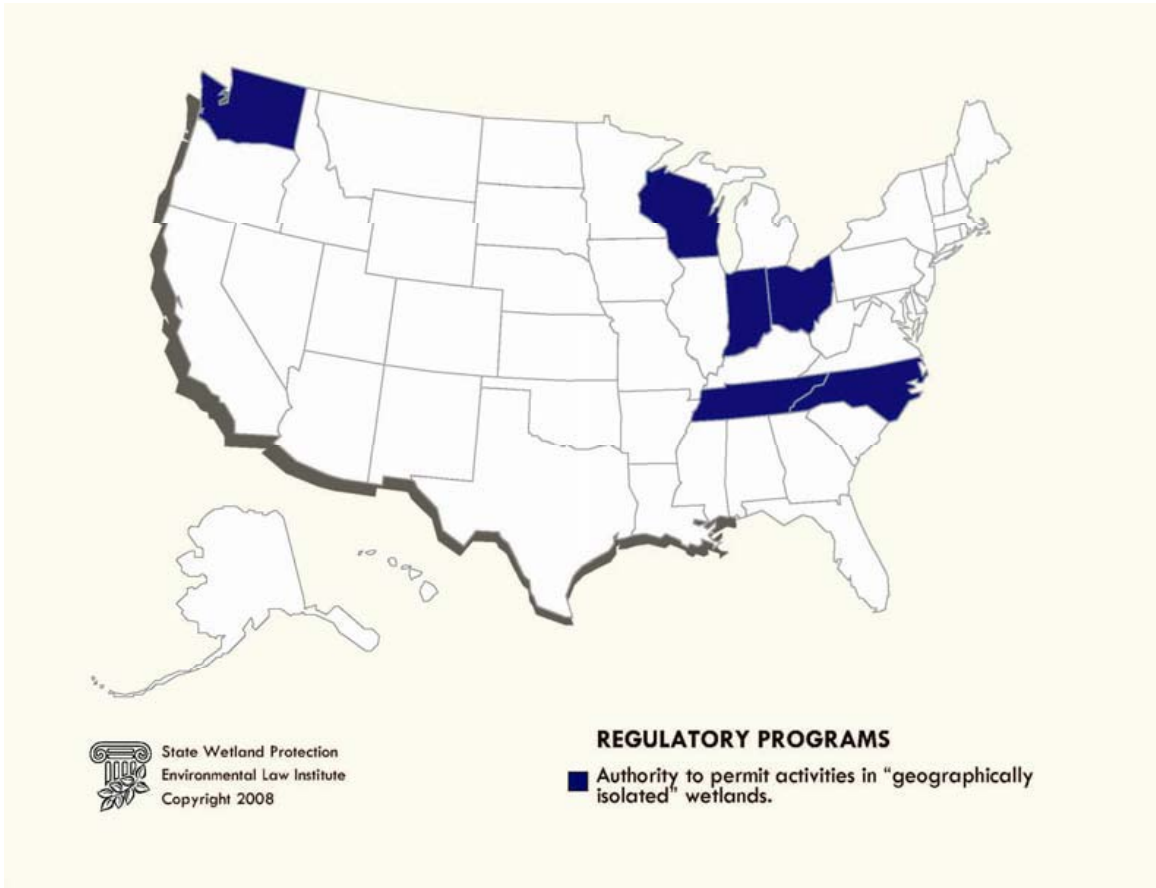 State Wetland Protection
Environmental Law Institute
Copyright 2008
REGULATORY PROGRAMS
Authority to permit activities in “geographically
isolated” wetlands.